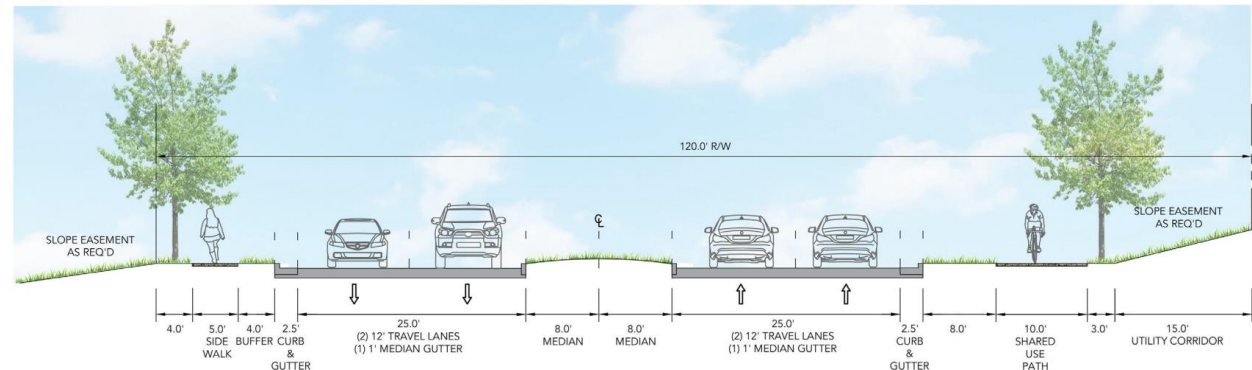 120.0' R/W
SLOPE EASEMENT
AS REQ'D
℄
SLOPE EASEMENT
AS REQ'D
4.0'
5.0'
SIDE
WALK
4.0'
BUFFER
2.5'
CURB
&
GUTTER
25.0'
(2) 12' TRAVEL LANES
(1) 1' MEDIAN GUTTER
8.0'
MEDIAN
8.0'
MEDIAN
25.0'
(2) 12' TRAVEL LANES
(1) 1' MEDIAN GUTTER
2.5'
CURB
&
GUTTER
8.0'
10.0'
SHARED
USE
PATH
3.0'
15.0'
UTILITY CORRIDOR